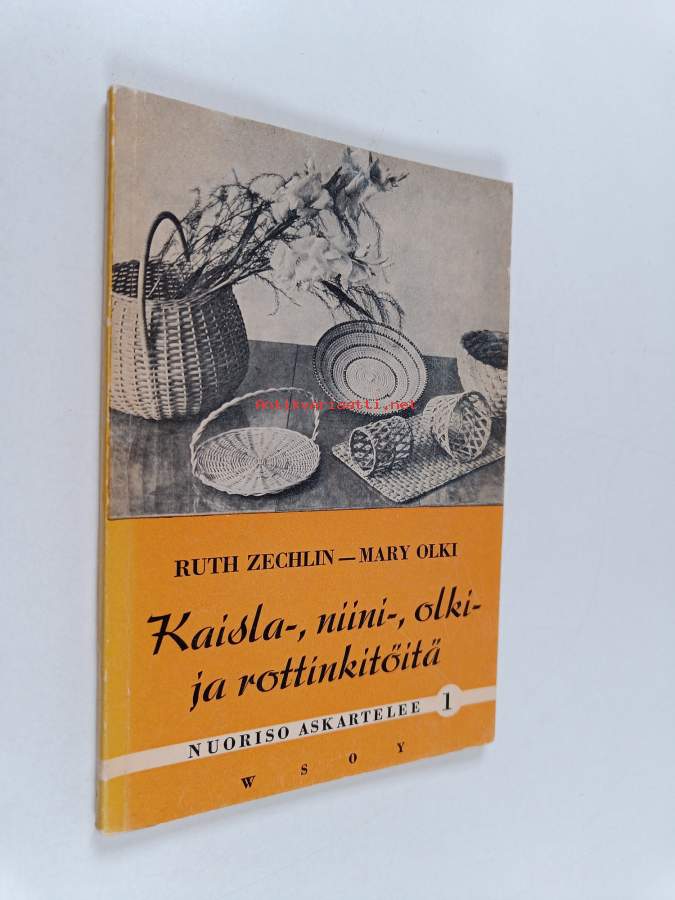 Antikvariaatti.net
RUTH ZECHLIN — MARY OLKI
Kaisla-, niini-, olki-
ja rottinkitöitä
NUORISO ASKARTELEE 1
W S O Y